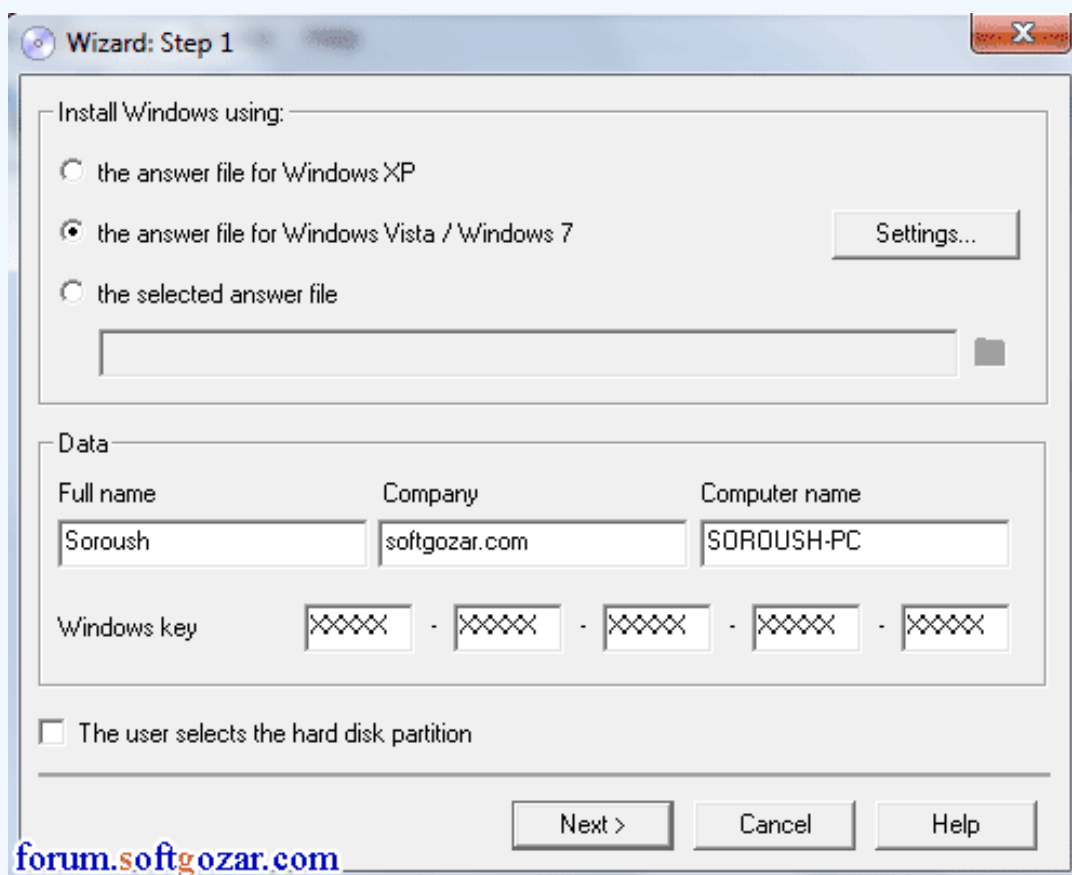 Wizard: Step 1
Install Windows using:
the answer file for Windows XP
the answer file for Windows Vista / Windows 7
Settings...
the selected answer file
Data
Full name Company Computer name
Soroush softgozar.com SOROUSH-PC
Windows key XXXXX - XXXXX - XXXXX - XXXXX - XXXXX
The user selects the hard disk partition
Next > Cancel Help
forum.softgozar.com